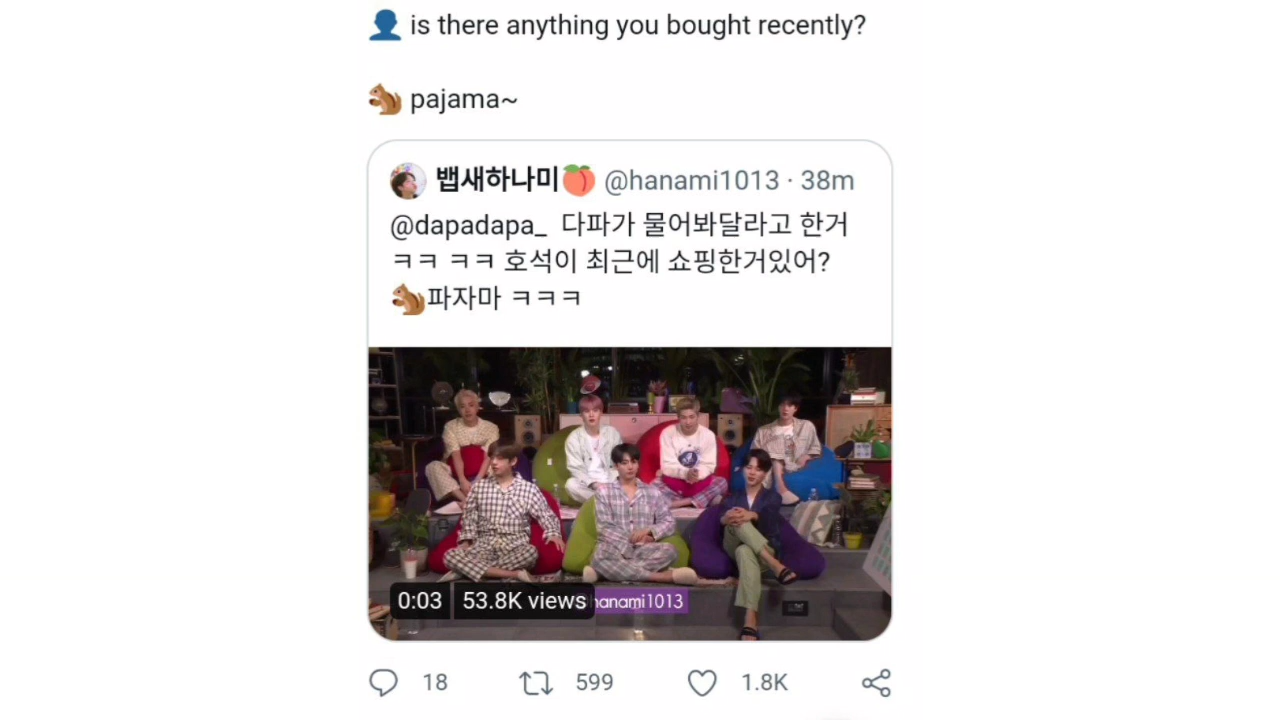 👤 is there anything you bought recently?
🐿️ pajama~
뱁새하나미🍑 @hanami1013 · 38m
@dapadapa_ 다파가 물어봐달라고 한거
ㅋㅋ ㅋㅋ 호석이 최근에 쇼핑한거있어?
🐿️파자마 ㅋㅋㅋ
0:03 53.8K views hanami1013
18 599 1.8K